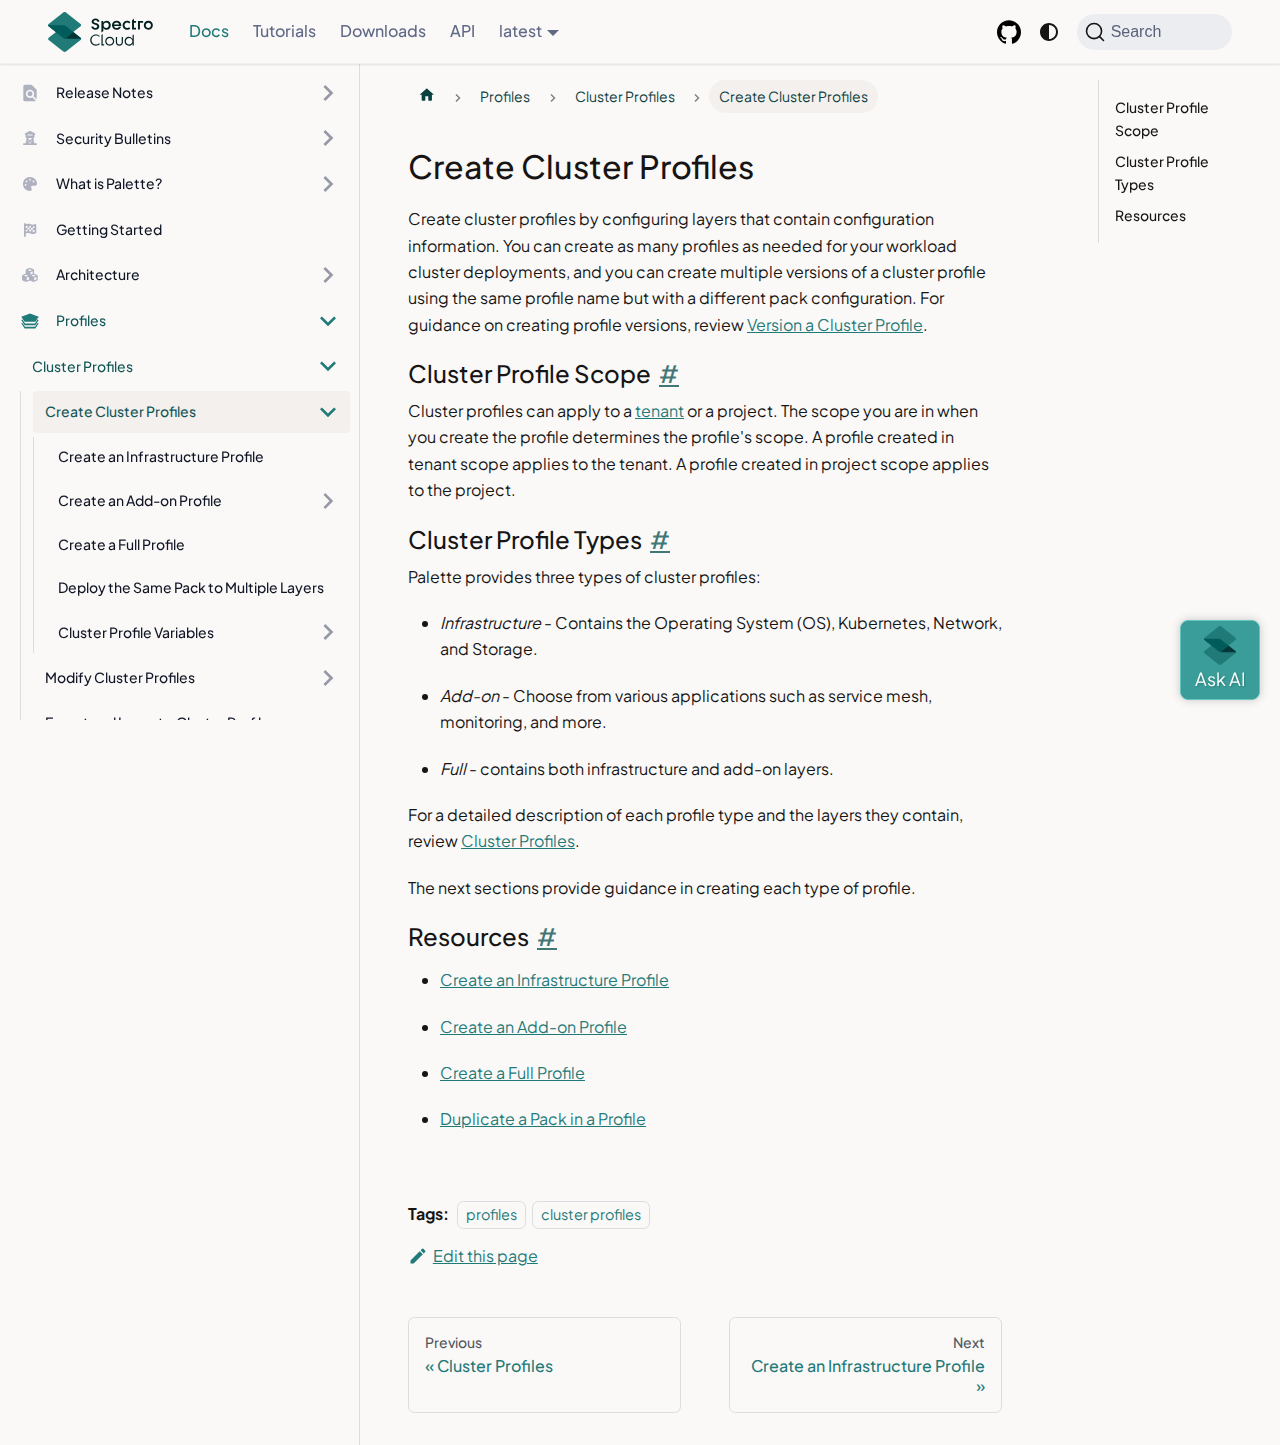 Spectro Cloud
Docs
Tutorials
Downloads
API
latest
Search
Release Notes
Security Bulletins
What is Palette?
Getting Started
Architecture
Profiles
Cluster Profiles
Create Cluster Profiles
Create an Infrastructure Profile
Create an Add-on Profile
Create a Full Profile
Deploy the Same Pack to Multiple Layers
Cluster Profile Variables
Modify Cluster Profiles
Profiles
Cluster Profiles
Create Cluster Profiles
Create Cluster Profiles
Create cluster profiles by configuring layers that contain configuration
information. You can create as many profiles as needed for your workload
cluster deployments, and you can create multiple versions of a cluster profile
using the same profile name but with a different pack configuration. For
guidance on creating profile versions, review Version a Cluster Profile.
Cluster Profile Scope #
Cluster profiles can apply to a tenant or a project. The scope you are in when
you create the profile determines the profile's scope. A profile created in
tenant scope applies to the tenant. A profile created in project scope applies
to the project.
Cluster Profile Types #
Palette provides three types of cluster profiles:
Infrastructure - Contains the Operating System (OS), Kubernetes, Network,
and Storage.
Add-on - Choose from various applications such as service mesh,
monitoring, and more.
Full - contains both infrastructure and add-on layers.
For a detailed description of each profile type and the layers they contain,
review Cluster Profiles.
The next sections provide guidance in creating each type of profile.
Resources #
Create an Infrastructure Profile
Create an Add-on Profile
Create a Full Profile
Duplicate a Pack in a Profile
Tags: profiles cluster profiles
Edit this page
Previous
« Cluster Profiles
Next
Create an Infrastructure Profile
»
Cluster Profile
Scope
Cluster Profile
Types
Resources
Ask AI